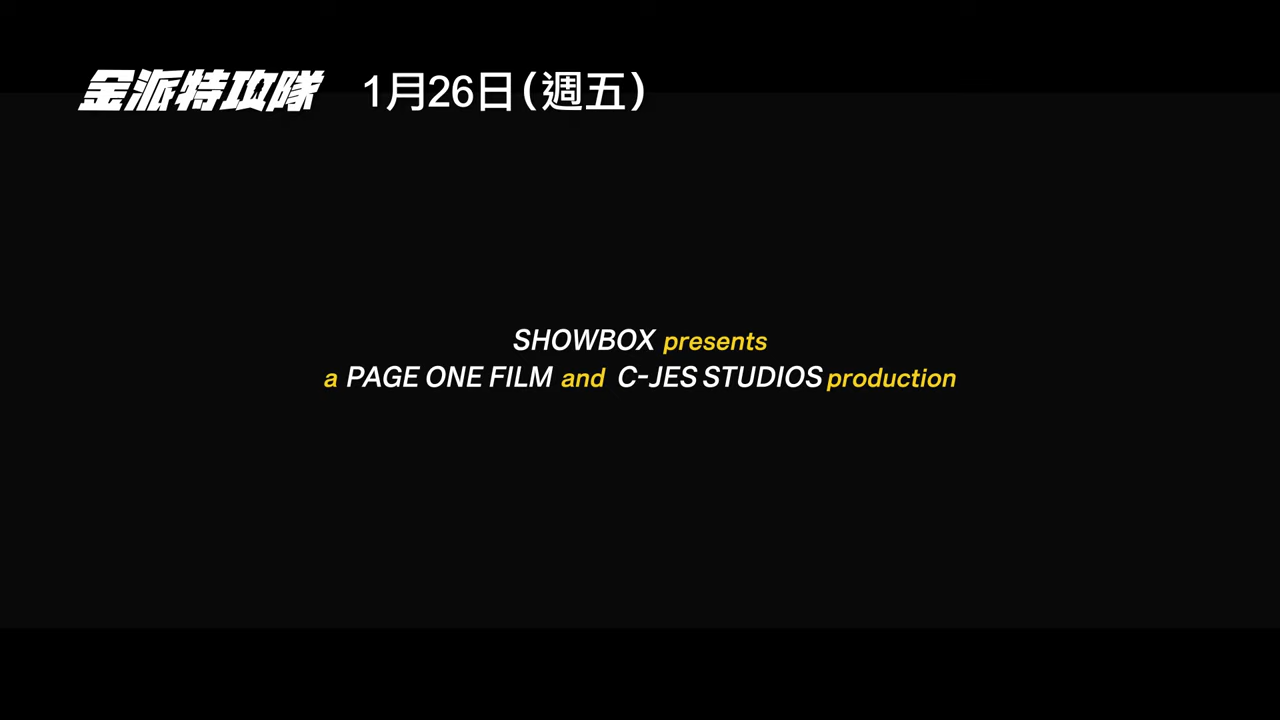 金派特攻隊 1月26日(週五)
SHOWBOX presents
a PAGE ONE FILM and C-JES STUDIOS production